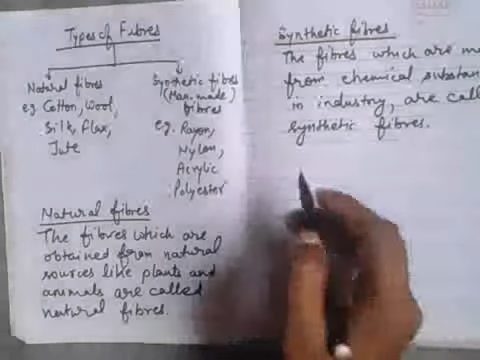 Types of Fibres
Natural fibres
eg. Cotton, Wool,
Silk, Flax,
Jute
Synthetic fibres
(Man. made)
fibres
eg. Rayon,
Nylon,
Acrylic
Polyester
Natural fibres
The fibres which are
obtained from natural
sources like plants and
animals are called
natural fibres.
Synthetic fibres
The fibres which are
from chemical
in industry, are
synthetic fibres.